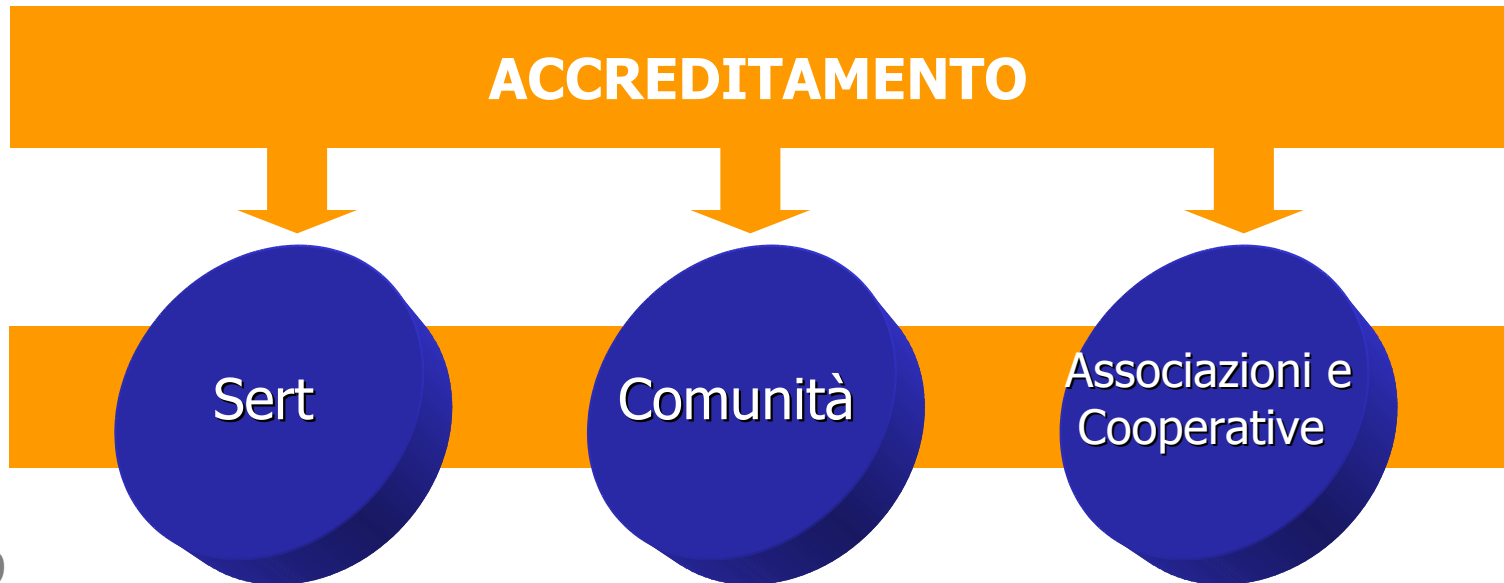 ACCREDITAMENTO
Sert
Comunità
Associazioni e
Cooperative